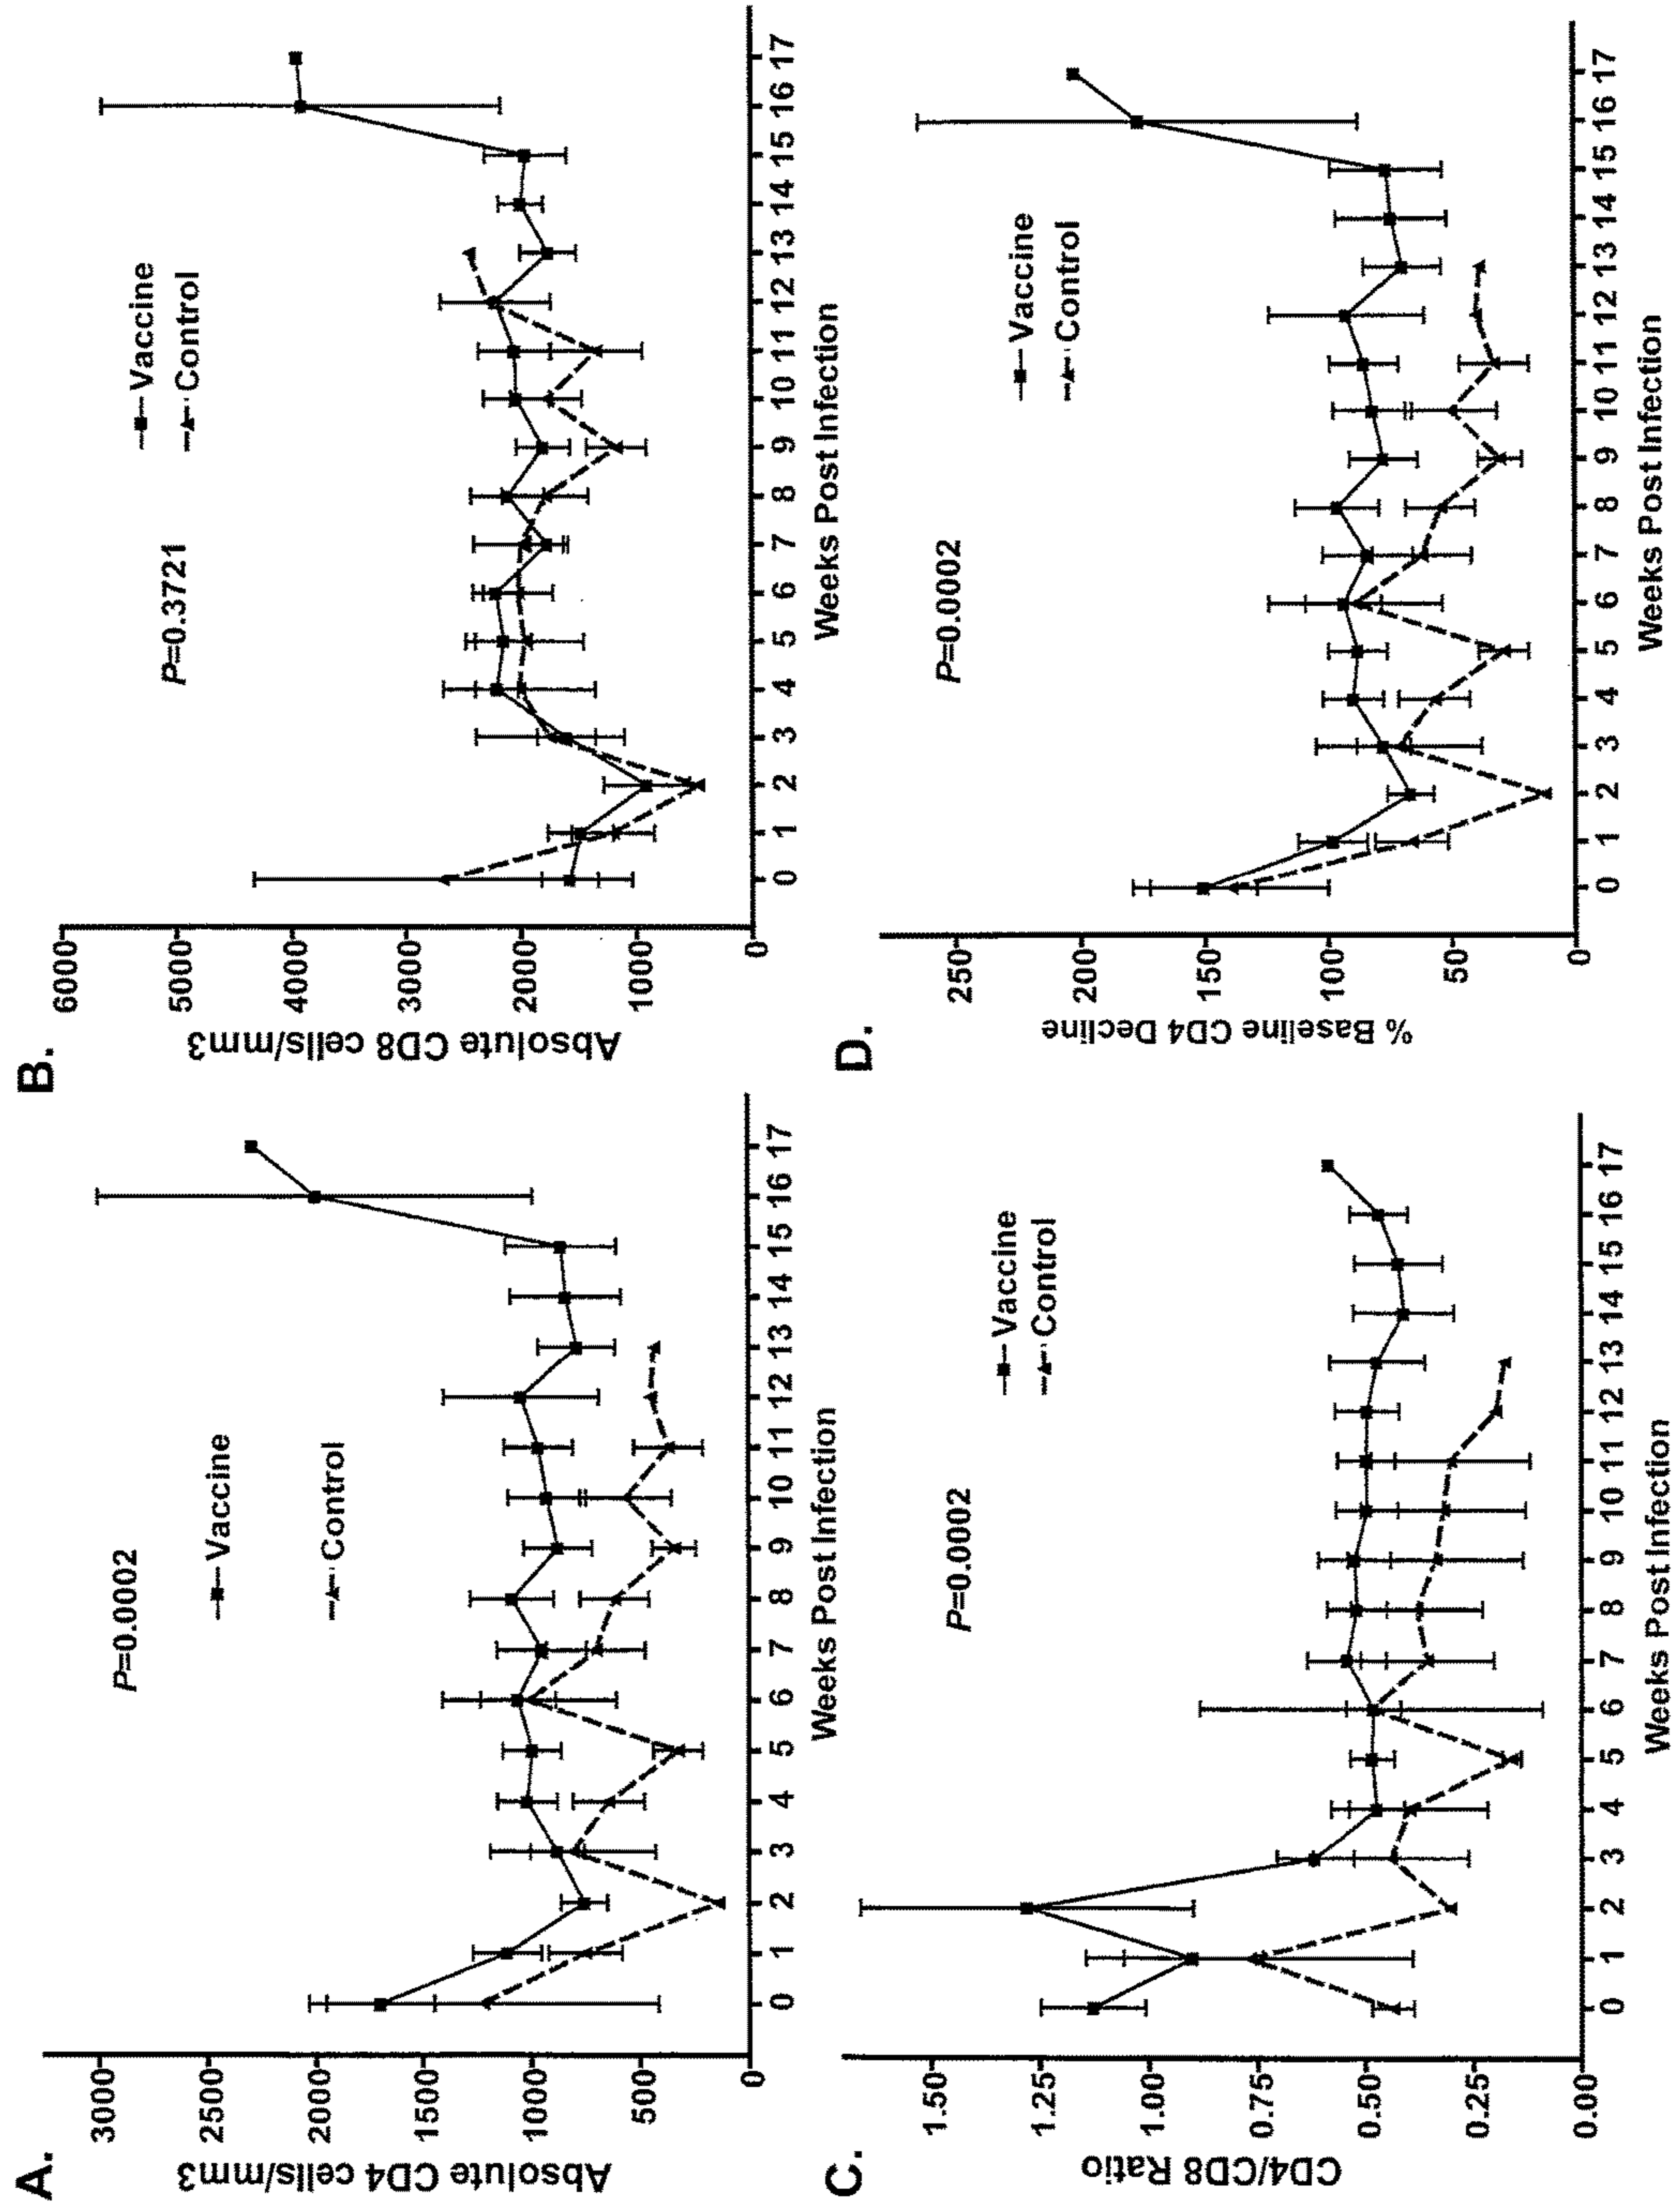 A.
Absolute CD4 cells/mm3
3000
2500
2000
1500
1000
500
0
P=0.0002
Vaccine
Control
0 1 2 3 4 5 6 7 8 9 10 11 12 13 14 15 16 17
Weeks Post Infection
B.
Absolute CD8 cells/mm3
6000
5000
4000
3000
2000
1000
0
P=0.3721
Vaccine
Control
0 1 2 3 4 5 6 7 8 9 10 11 12 13 14 15 16 17
Weeks Post Infection
C.
CD4/CD8 Ratio
1.50
1.25
1.00
0.75
0.50
0.25
0.00
P=0.0002
Vaccine
Control
0 1 2 3 4 5 6 7 8 9 10 11 12 13 14 15 16 17
Weeks Post Infection
D.
% Baseline CD4 Decline
250
200
150
100
50
0
P=0.0002
Vaccine
Control
0 1 2 3 4 5 6 7 8 9 10 11 12 13 14 15 16 17
Weeks Post Infection